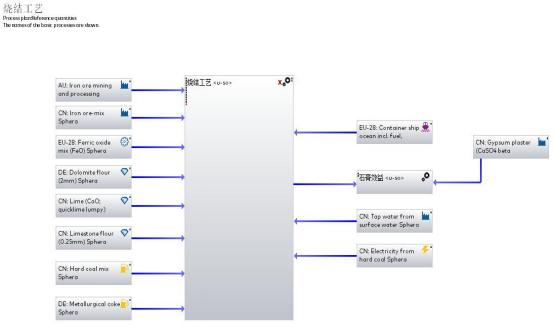 烧结工艺
Process plan:Reference quantities
The names of the basic processes are shown.
AU: Iron ore mining
and processing
CN: Iron ore-mix
Sphera
EU-28: Ferric oxide
mix (FeO) Sphera
DE: Dolomite flour
(2mm) Sphera
CN: Lime (CaO;
quicklime lumpy)
CN: Limestone flour
(0.25mm) Sphera
CN: Hard coal mix
Sphera
DE: Metallurgical coke
Sphera
烧结工艺 <u-so>
EU-28: Container ship
ocean incl. fuel,
石膏效益 <u-so>
CN: Gypsum plaster
(CaSO4 beta
CN: Tap water from
surface water Sphera
CN: Electricity from
hard coal Sphera